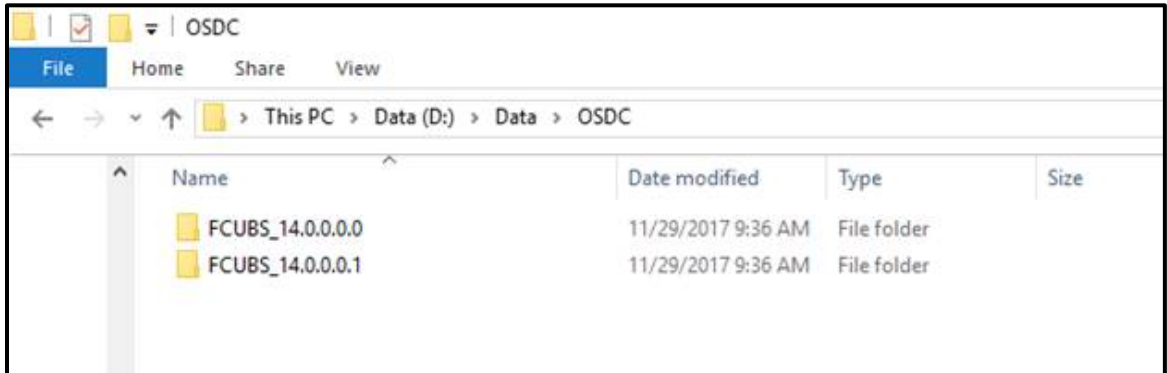 OSDC
File Home Share View
This PC > Data (D:) > Data > OSDC
Name Date modified Type Size
FCUBS_14.0.0.0.0 11/29/2017 9:36 AM File folder
FCUBS_14.0.0.0.1 11/29/2017 9:36 AM File folder